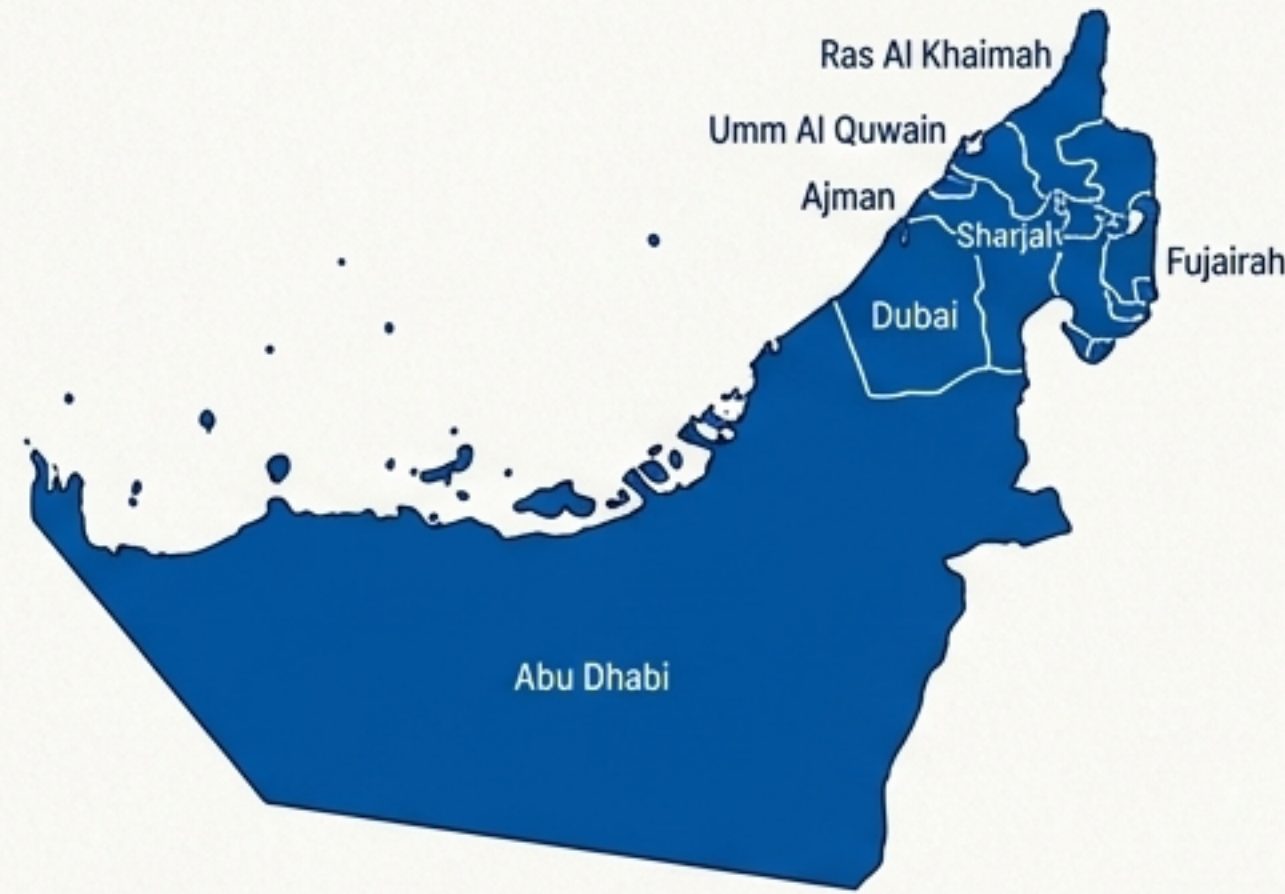 Ras Al Khaimah
Umm Al Quwain
Ajman
Sharjah
Fujairah
Dubai
Abu Dhabi